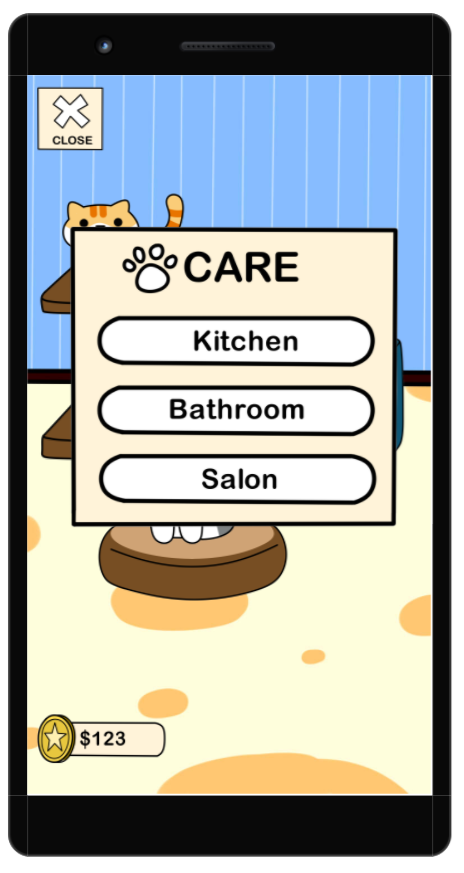 CLOSE
CARE
Kitchen
Bathroom
Salon
$123